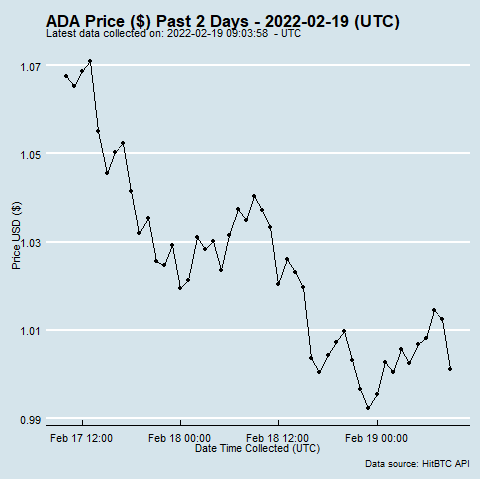 ADA Price ($) Past 2 Days - 2022-02-19 (UTC)
Latest data collected on: 2022-02-19 09:03:58 - UTC
1.07
1.05
1.03
1.01
0.99
Price USD ($)
Feb 17 12:00 Feb 18 00:00 Feb 18 12:00 Feb 19 00:00
Date Time Collected (UTC)
Data source: HitBTC API